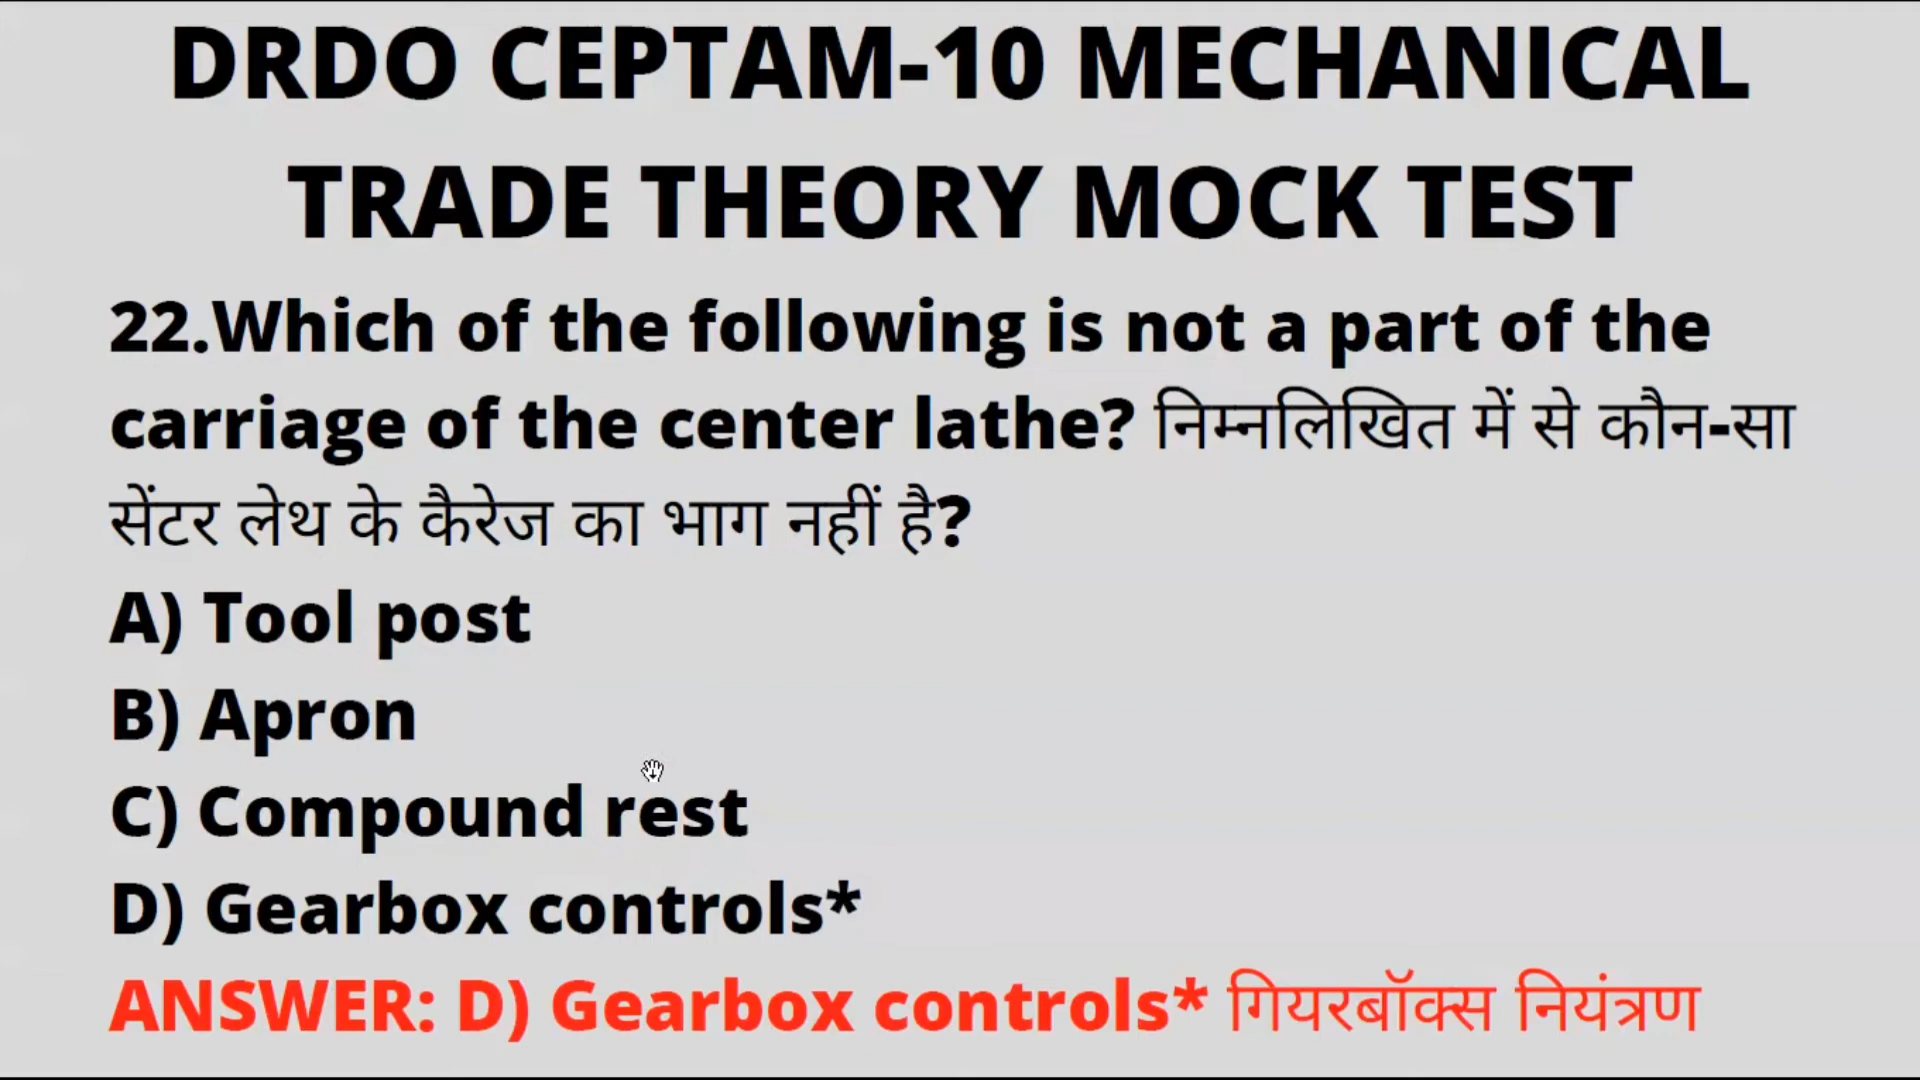 DRDO CEPTAM-10 MECHANICAL
TRADE THEORY MOCK TEST
22.Which of the following is not a part of the
carriage of the center lathe? निम्नलिखित में से कौन-सा
सेंटर लेथ के कैरेज का भाग नहीं है?
A) Tool post
B) Apron
C) Compound rest
D) Gearbox controls*
ANSWER: D) Gearbox controls* गियरबॉक्स नियंत्रण